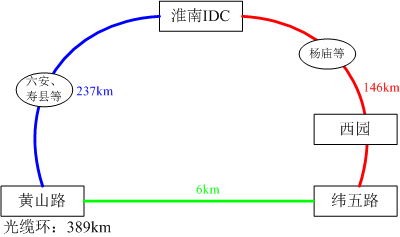 淮南IDC
杨庙等
六安、
寿县等
237km
146km
西园
6km
黄山路
纬五路
光缆环：389km